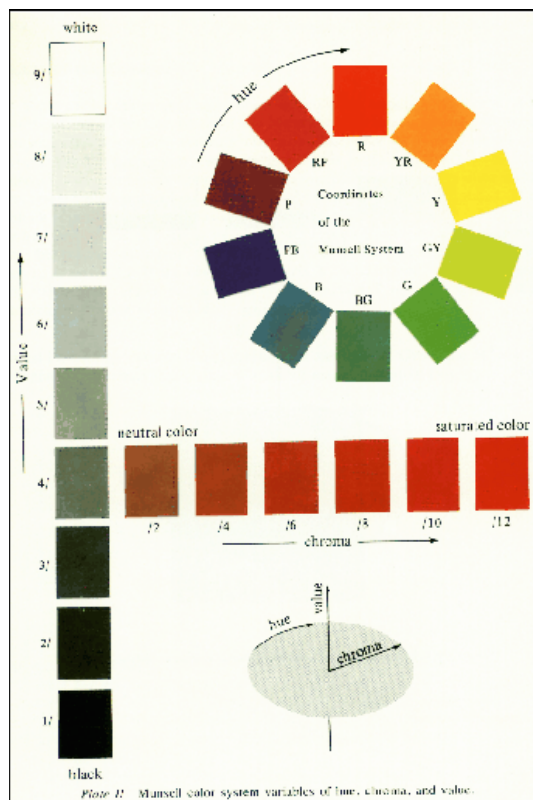 white
9/
8/
7/
6/
5/
4/
3/
2/
1/
black
Value
hue
R
YR
Y
GY
G
BG
B
PB
P
RP
Coordinates
of the
Munsell System
neutral color
saturated color
/2
/4
/6
/8
/10
/12
chroma
value
hue
chroma
Plate II Munsell color system variables of hue, chroma, and value.